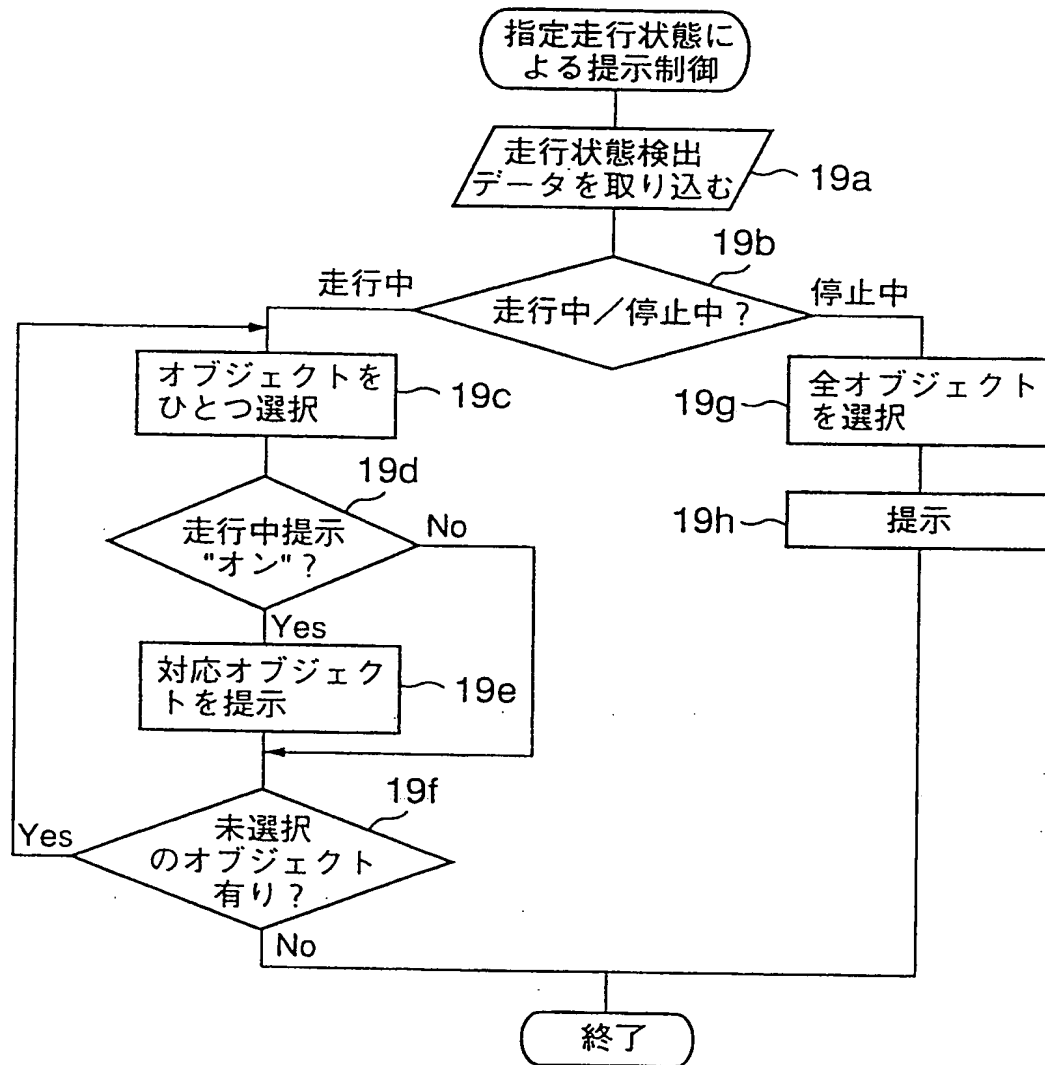 指定走行状態に
よる提示制御
走行状態検出
データを取り込む
19a
19b
走行中
走行中／停止中？
停止中
オブジェクトを
ひとつ選択
19c
19g
全オブジェクト
を選択
19d
走行中提示
"オン"？
No
19h
提示
Yes
対応オブジェク
トを提示
19e
19f
Yes
未選択
のオブジェクト
有り？
No
終了